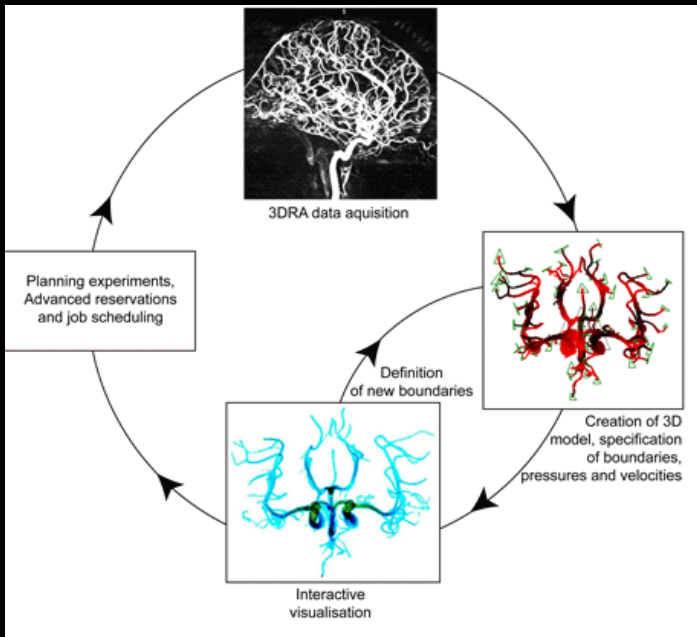 3DRA data aquisition
Planning experiments,
Advanced reservations
and job scheduling
Definition
of new boundaries
Creation of 3D
model, specification
of boundaries,
pressures and velocities
Interactive
visualisation